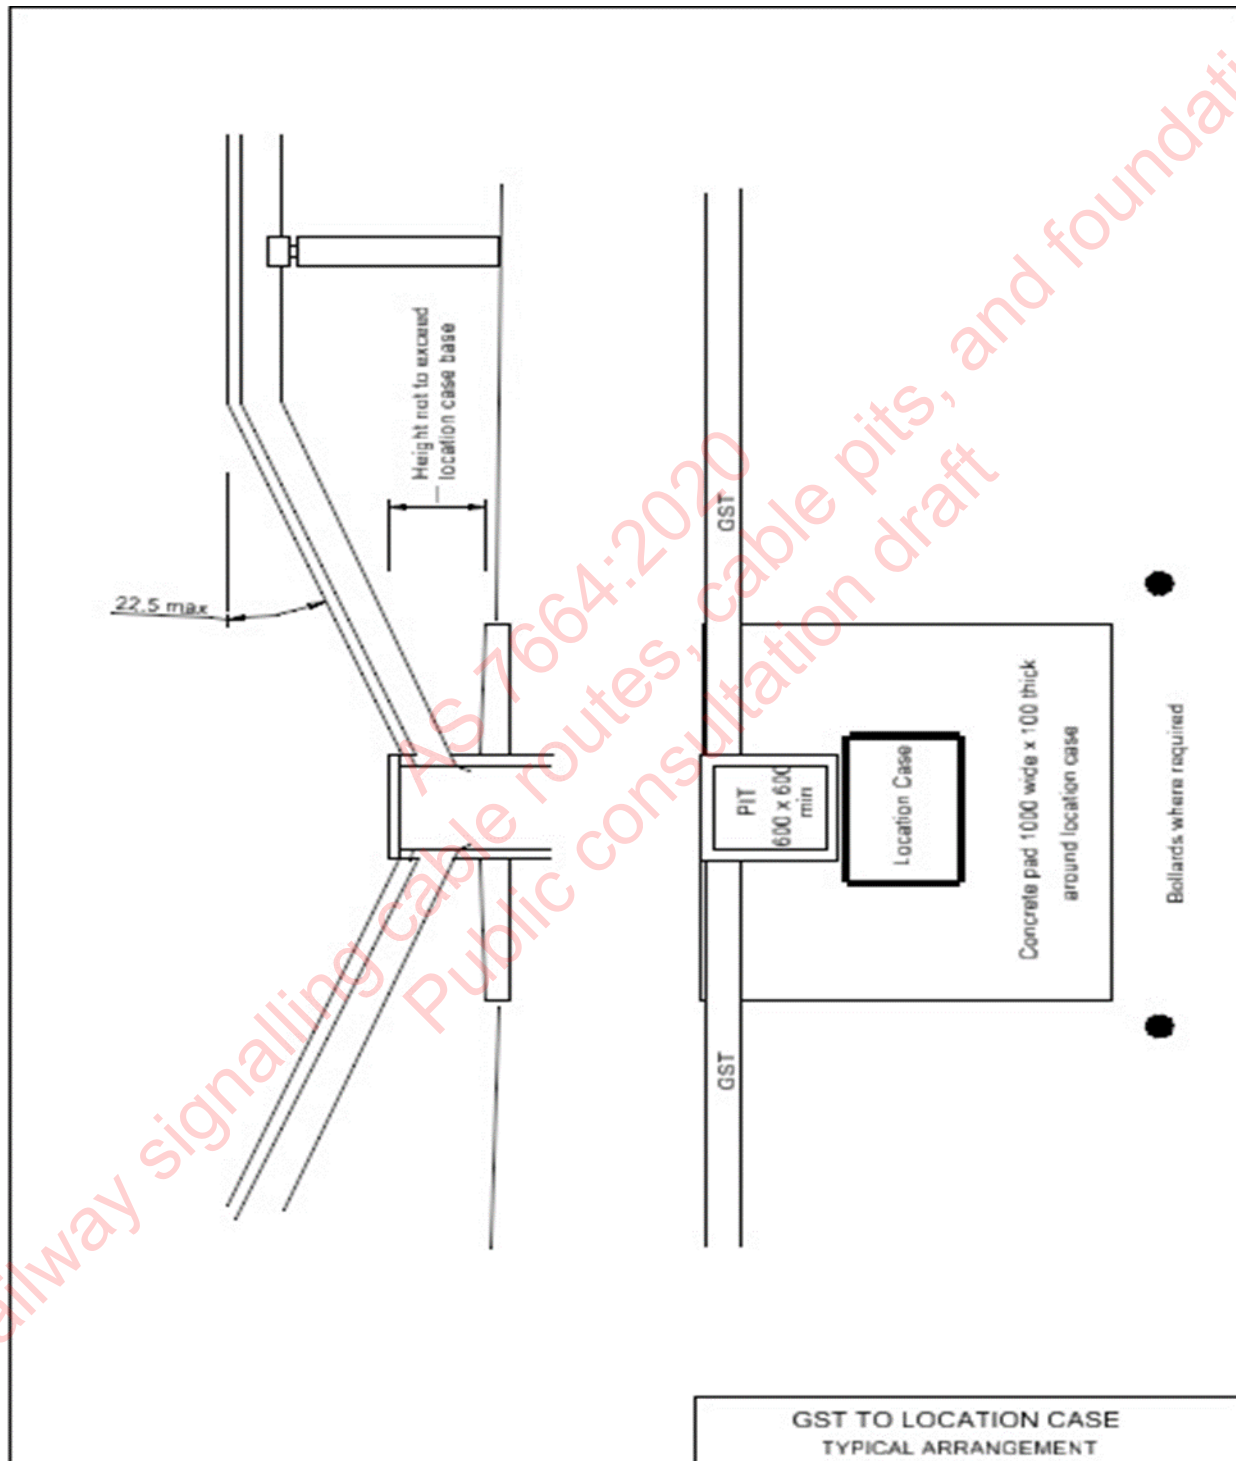 Height not to exceed
location case base
22.5 max
GST
PIT
600 x 600
min
Location Case
Concrete pad 1000 wide x 100 thick
around location case
Bollards where required
GST
GST TO LOCATION CASE
TYPICAL ARRANGEMENT
AS 7664:2020
ailway signalling cable routes, cable pits, and foundati
Public consultation draft